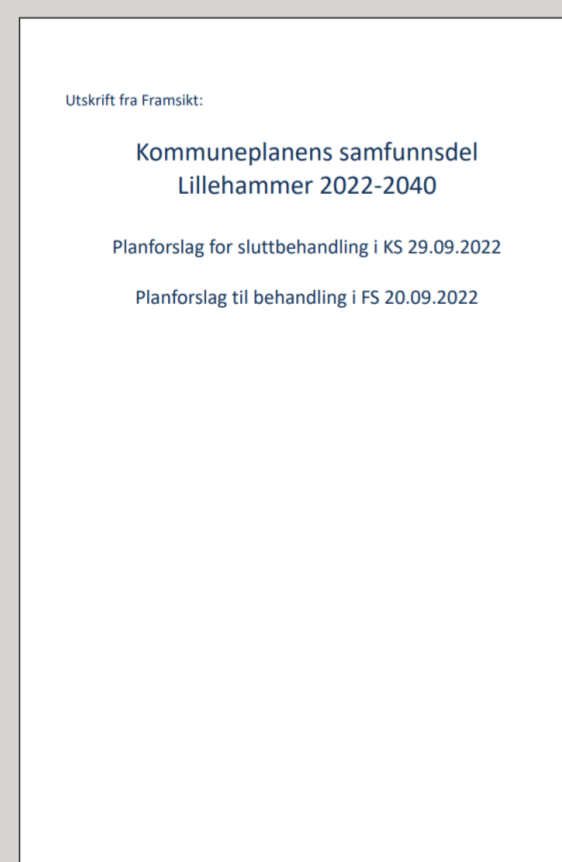 Utskrift fra Framsikt:
Kommuneplanens samfunnsdel
Lillehammer 2022-2040
Planforslag for sluttbehandling i KS 29.09.2022
Planforslag til behandling i FS 20.09.2022